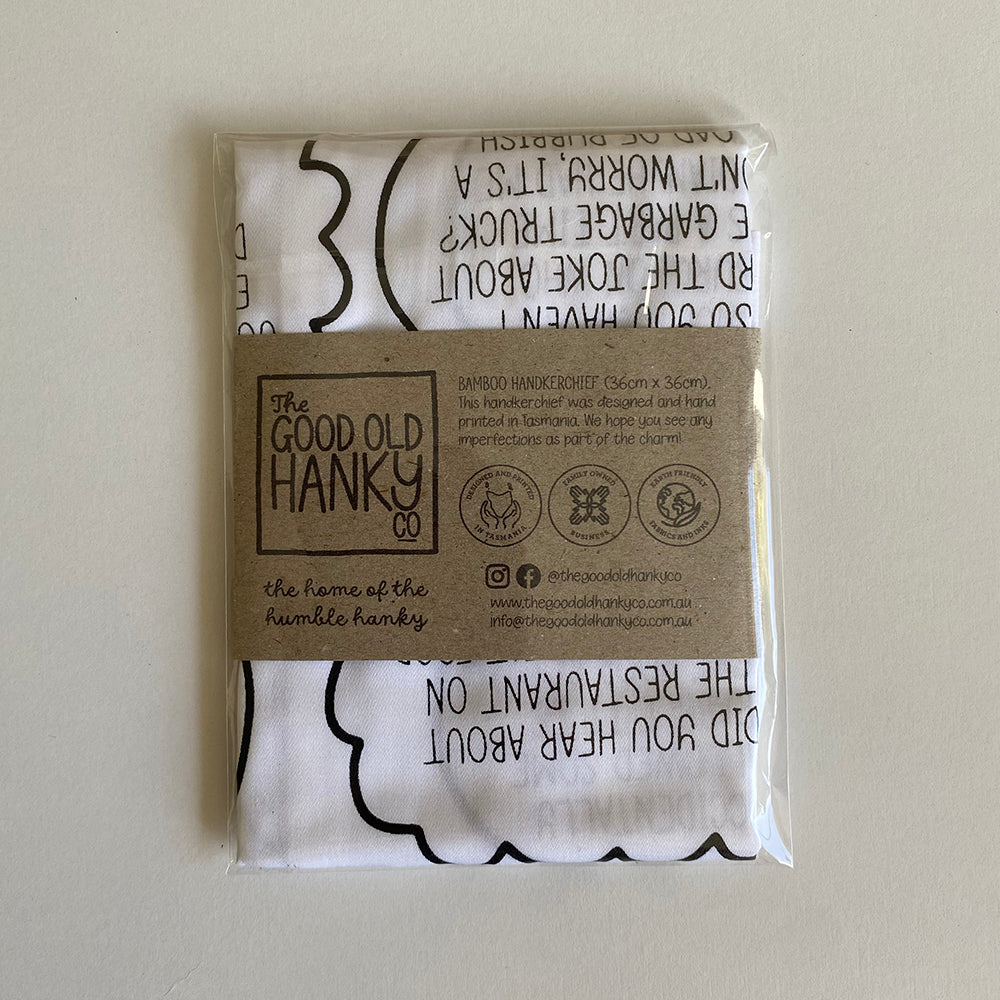 The
GOOD OLD
HANKY
CO
the home of the
humble hanky
BAMBOO HANDKERCHIEF (36cm x 36cm).
This handkerchief was designed and hand
printed in Tasmania. We hope you see any
imperfections as part of the charm!
DESIGNED AND PRINTED
IN TASMANIA
FAMILY OWNED
BUSINESS
EARTH FRIENDLY
FABRICS AND INKS
@thegoodoldhankyco
www.thegoodoldhankyco.com.au
info@thegoodoldhankyco.com.au
DID YOU HEAR ABOUT
THE RESTAURANT ON
SO YOU HAVEN'T
RD THE JOKE ABOUT
E GARBAGE TRUCK?
ON'T WORRY, IT'S A
OAD OF RUBBISH